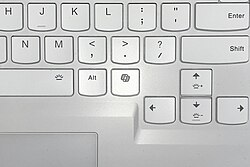 H J K L : ; " ' Enter
N M < , > . ? / Shift
Alt